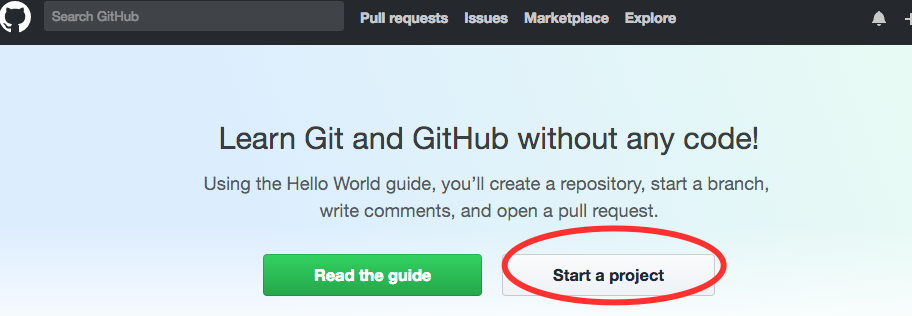 Search GitHub
Pull requests Issues Marketplace Explore
Learn Git and GitHub without any code!
Using the Hello World guide, you’ll create a repository, start a branch,
write comments, and open a pull request.
Read the guide Start a project